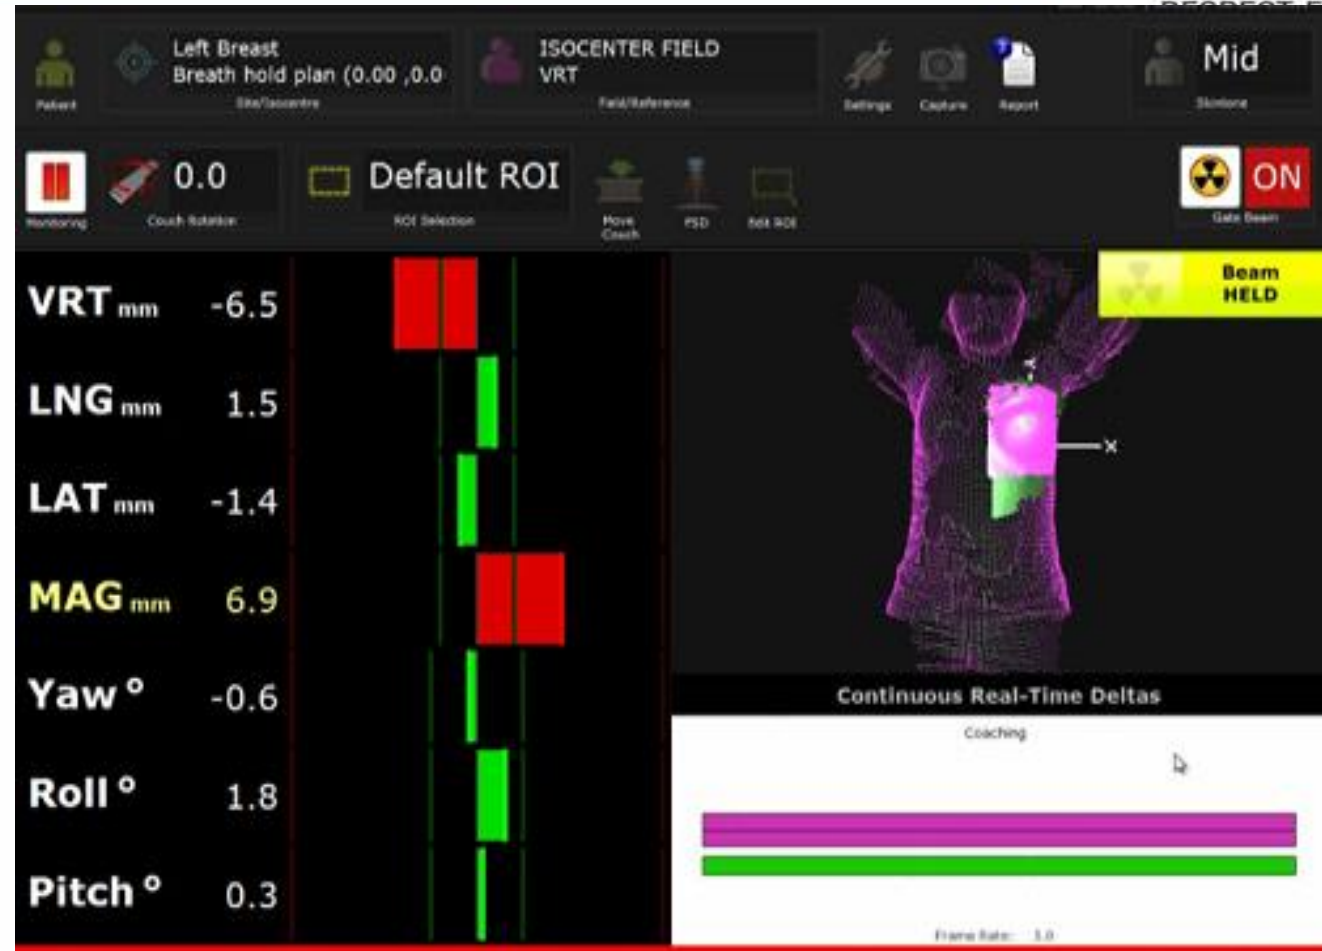 Left Breast
Breath hold plan (0.00 ,0.0
Patient
Site/Isocentre
ISOCENTER FIELD
VRT
Field/Reference
Settings
Capture
Report
Mid
Skintone
Monitoring
0.0
Couch Rotation
Default ROI
ROI Selection
Move
Couch
PSD
Edit ROI
ON
Gate Beam
Beam
HELD
VRT mm -6.5
LNG mm 1.5
LAT mm -1.4
MAG mm 6.9
Yaw ° -0.6
Roll ° 1.8
Pitch ° 0.3
X
Continuous Real-Time Deltas
Coaching
Frame Rate: 3.0